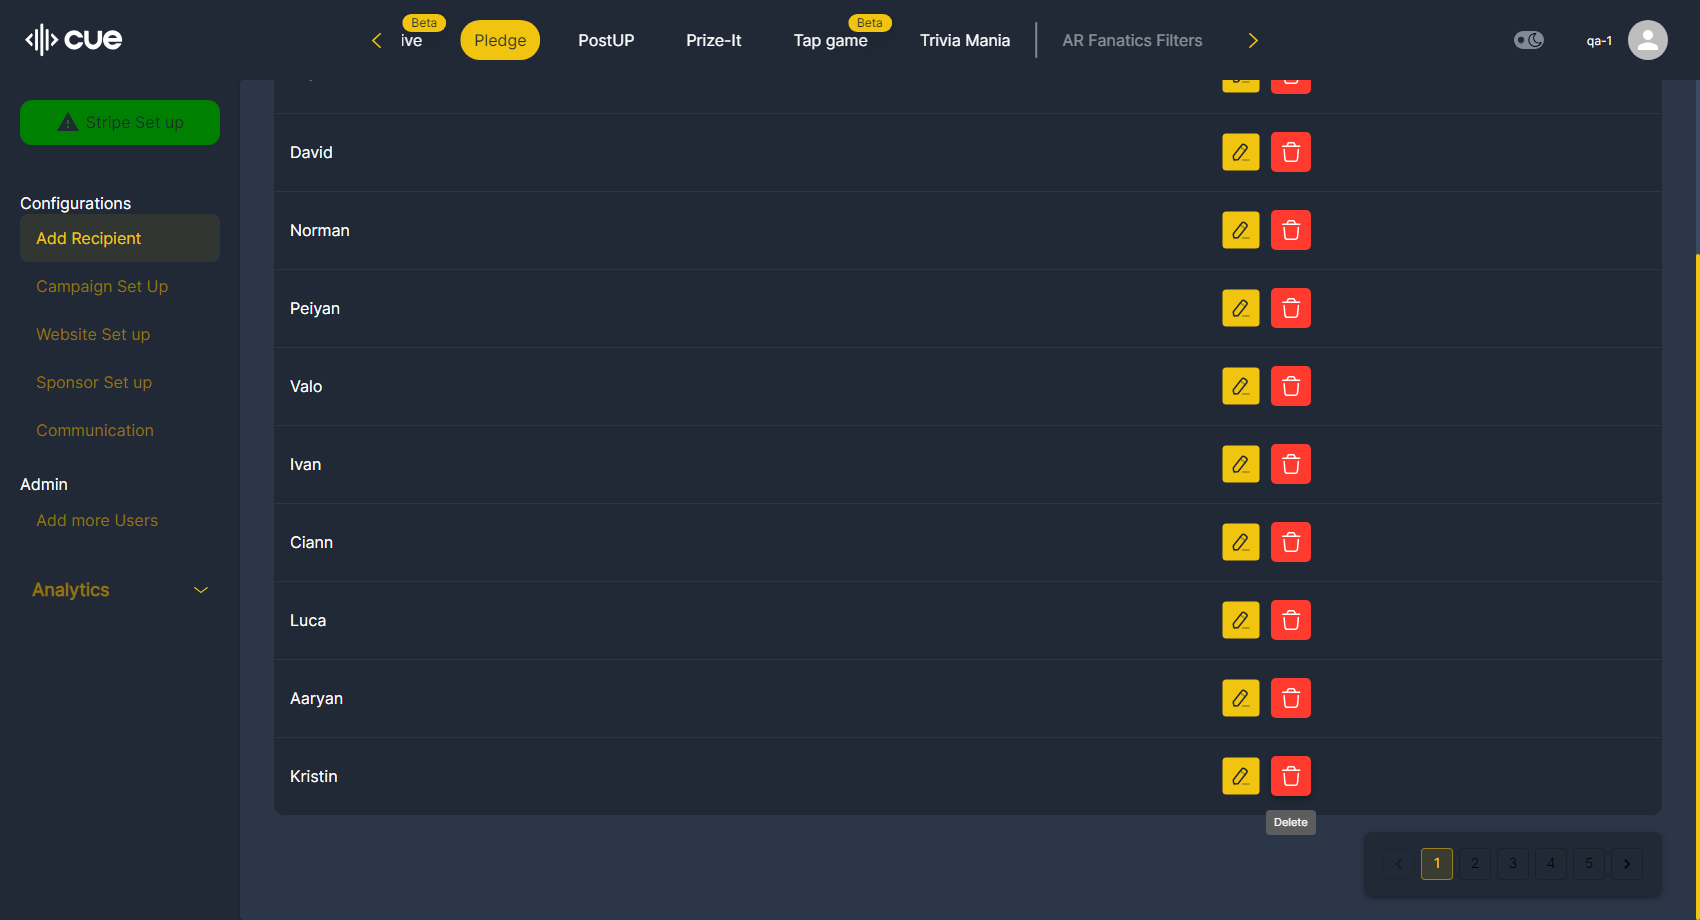 cue
Beta
ive
Pledge
PostUP
Prize-It
Beta
Tap game
Trivia Mania
AR Fanatics Filters
qa-1
Stripe Set up
Configurations
Add Recipient
Campaign Set Up
Website Set up
Sponsor Set up
Communication
Admin
Add more Users
Analytics
David
Norman
Peiyan
Valo
Ivan
Ciann
Luca
Aaryan
Kristin
Delete
1 2 3 4 5